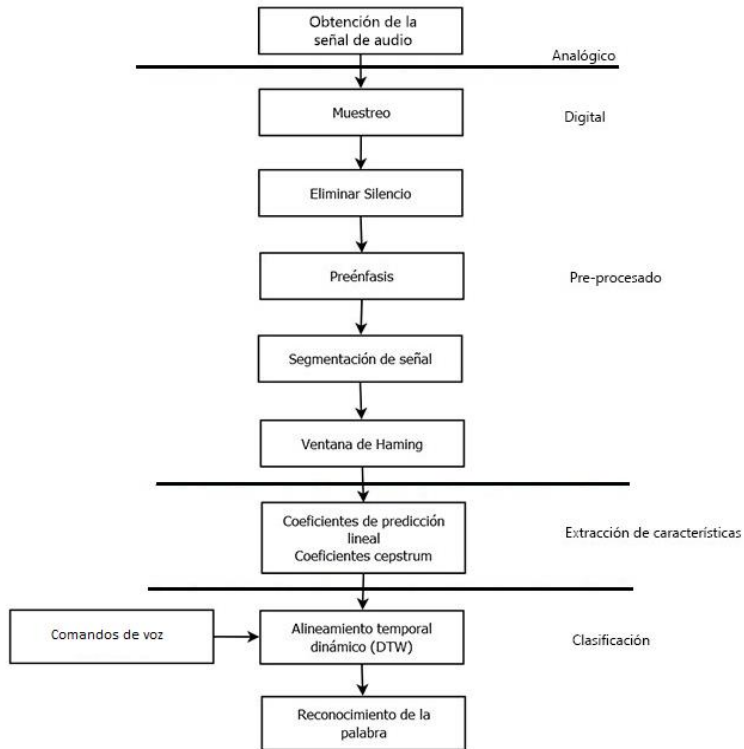 Obtención de la
señal de audio
Analógico
Muestreo
Digital
Eliminar Silencio
Preénfasis
Pre-procesado
Segmentación de señal
Ventana de Haming
Coeficientes de predicción
lineal
Coeficientes cepstrum
Extracción de características
Comandos de voz
Alineamiento temporal
dinámico (DTW)
Clasificación
Reconocimiento de la
palabra